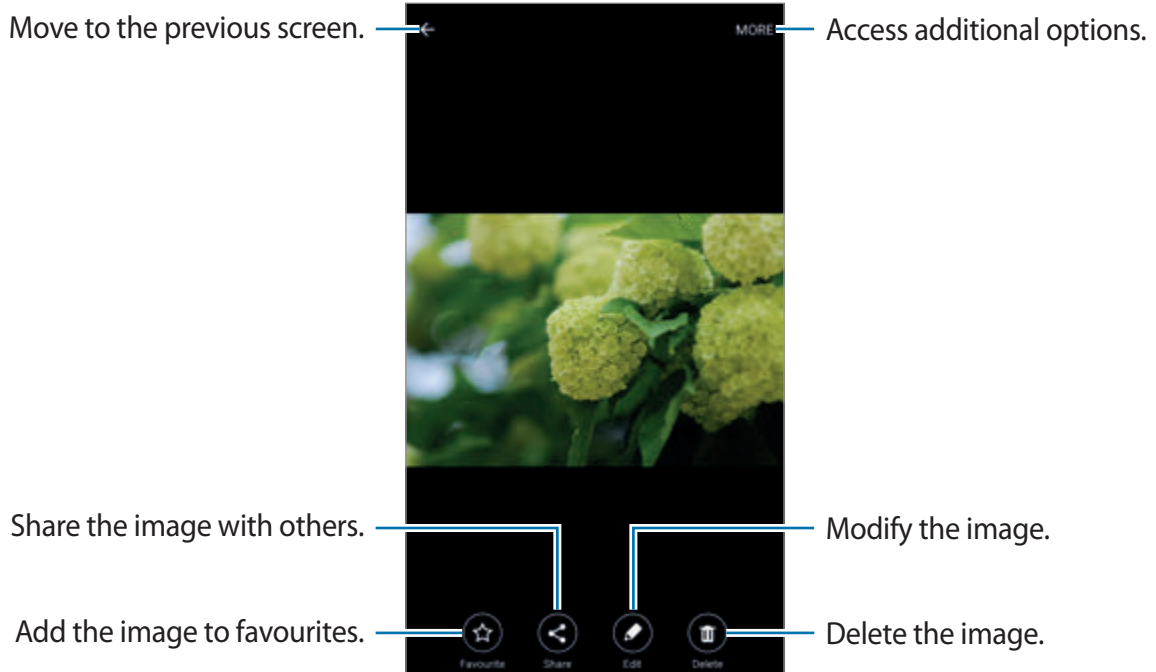 Move to the previous screen.
MORE
Access additional options.
Share the image with others.
Modify the image.
Add the image to favourites.
Delete the image.
Favourite
Share
Edit
Delete